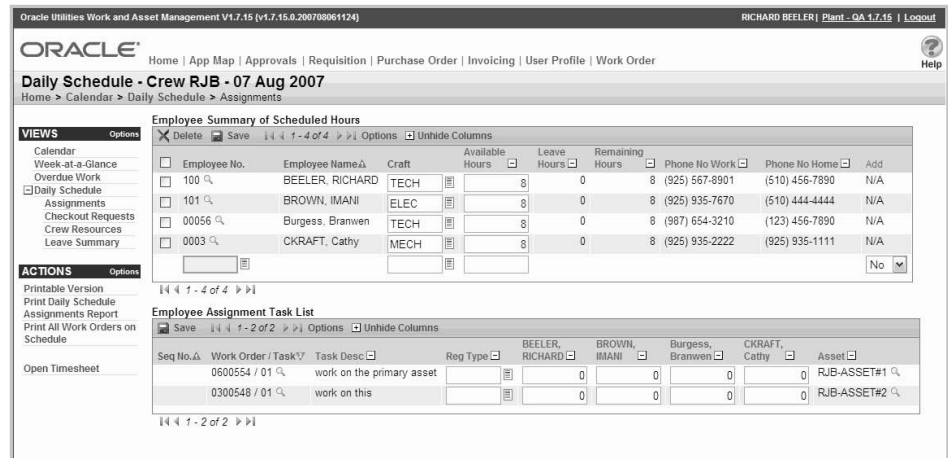 Oracle Utilities Work and Asset Management V1.7.15 (v1.7.15.0.200708061124) RICHARD BEELER | Plant - QA 1.7.15 | Logout
ORACLE
Home | App Map | Approvals | Requisition | Purchase Order | Invoicing | User Profile | Work Order
Help
Daily Schedule - Crew RJB - 07 Aug 2007
Home > Calendar > Daily Schedule > Assignments
VIEWS Options
Calendar
Week-at-a-Glance
Overdue Work
Daily Schedule
Assignments
Checkout Requests
Crew Resources
Leave Summary
ACTIONS Options
Printable Version
Print Daily Schedule
Assignments Report
Print All Work Orders on
Schedule
Open Timesheet
Employee Summary of Scheduled Hours
Delete Save 1 - 4 of 4 Options Unhide Columns
Employee No. Employee Name Craft Available Hours Leave Hours Remaining Hours Phone No Work Phone No Home Add
100 BEELER, RICHARD TECH 8 0 8 (925) 567-8901 (510) 456-7890 N/A
101 BROWN, IMANI ELEC 8 0 8 (925) 935-7670 (510) 444-4444 N/A
00056 Burgess, Branwen TECH 8 0 8 (987) 654-3210 (123) 456-7890 N/A
0003 CKRAFT, Cathy MECH 8 0 8 (925) 935-2222 (925) 935-1111 N/A
No
1 - 4 of 4
Employee Assignment Task List
Save 1 - 2 of 2 Options Unhide Columns
Seq No. Work Order / Task Task Desc Reg Type BEELER, RICHARD BROWN, IMANI Burgess, Branwen CKRAFT, Cathy Asset
0600554 / 01 work on the primary asset 0 0 0 0 RJB-ASSET#1
0300548 / 01 work on this 0 0 0 0 RJB-ASSET#2
1 - 2 of 2